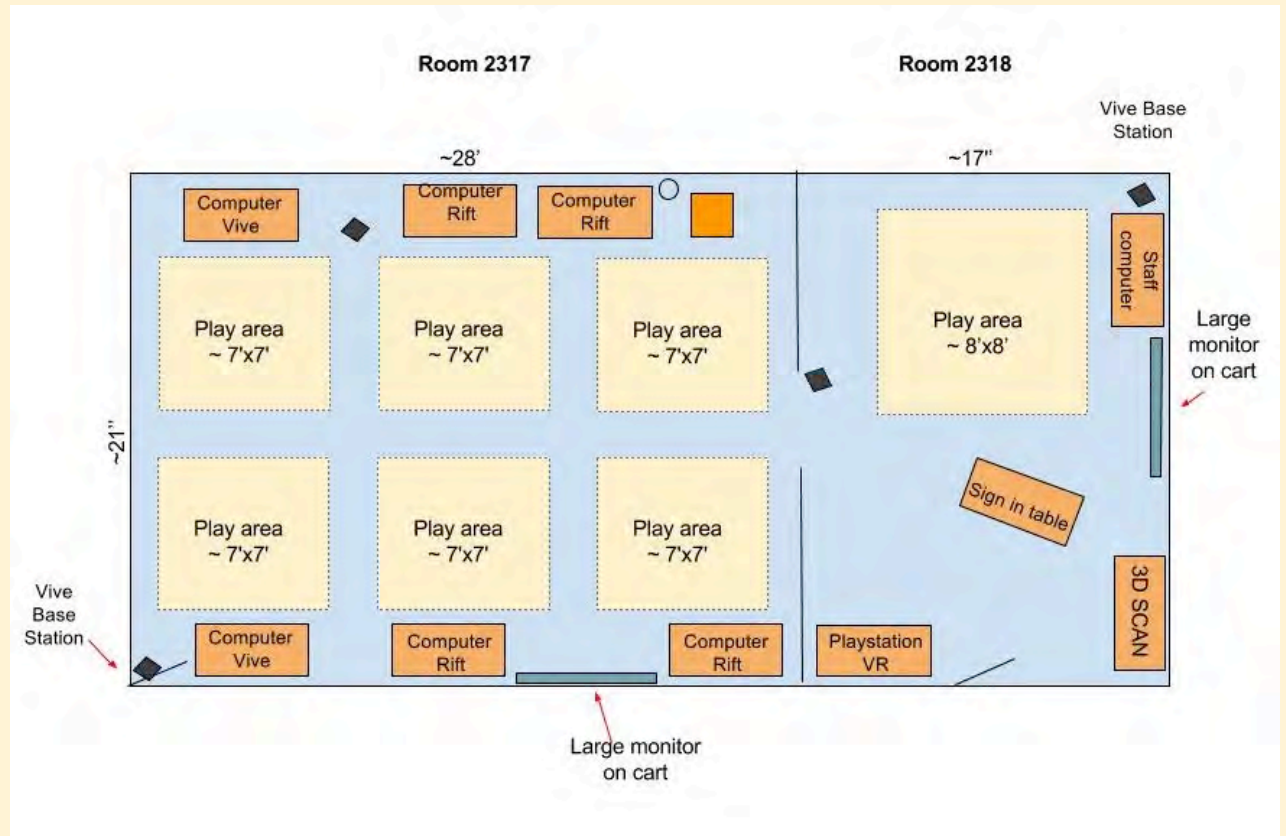 Room 2317
Room 2318
Vive Base
Station
~28'
~17"
Computer
Vive
Computer
Rift
Computer
Rift
Staff
computer
Play area
~ 7'x7'
Play area
~ 7'x7'
Play area
~ 7'x7'
Play area
~ 8'x8'
Large
monitor
on cart
~21"
Sign in table
Play area
~ 7'x7'
Play area
~ 7'x7'
Play area
~ 7'x7'
3D SCAN
Vive
Base
Station
Computer
Vive
Computer
Rift
Computer
Rift
Playstation
VR
Large monitor
on cart